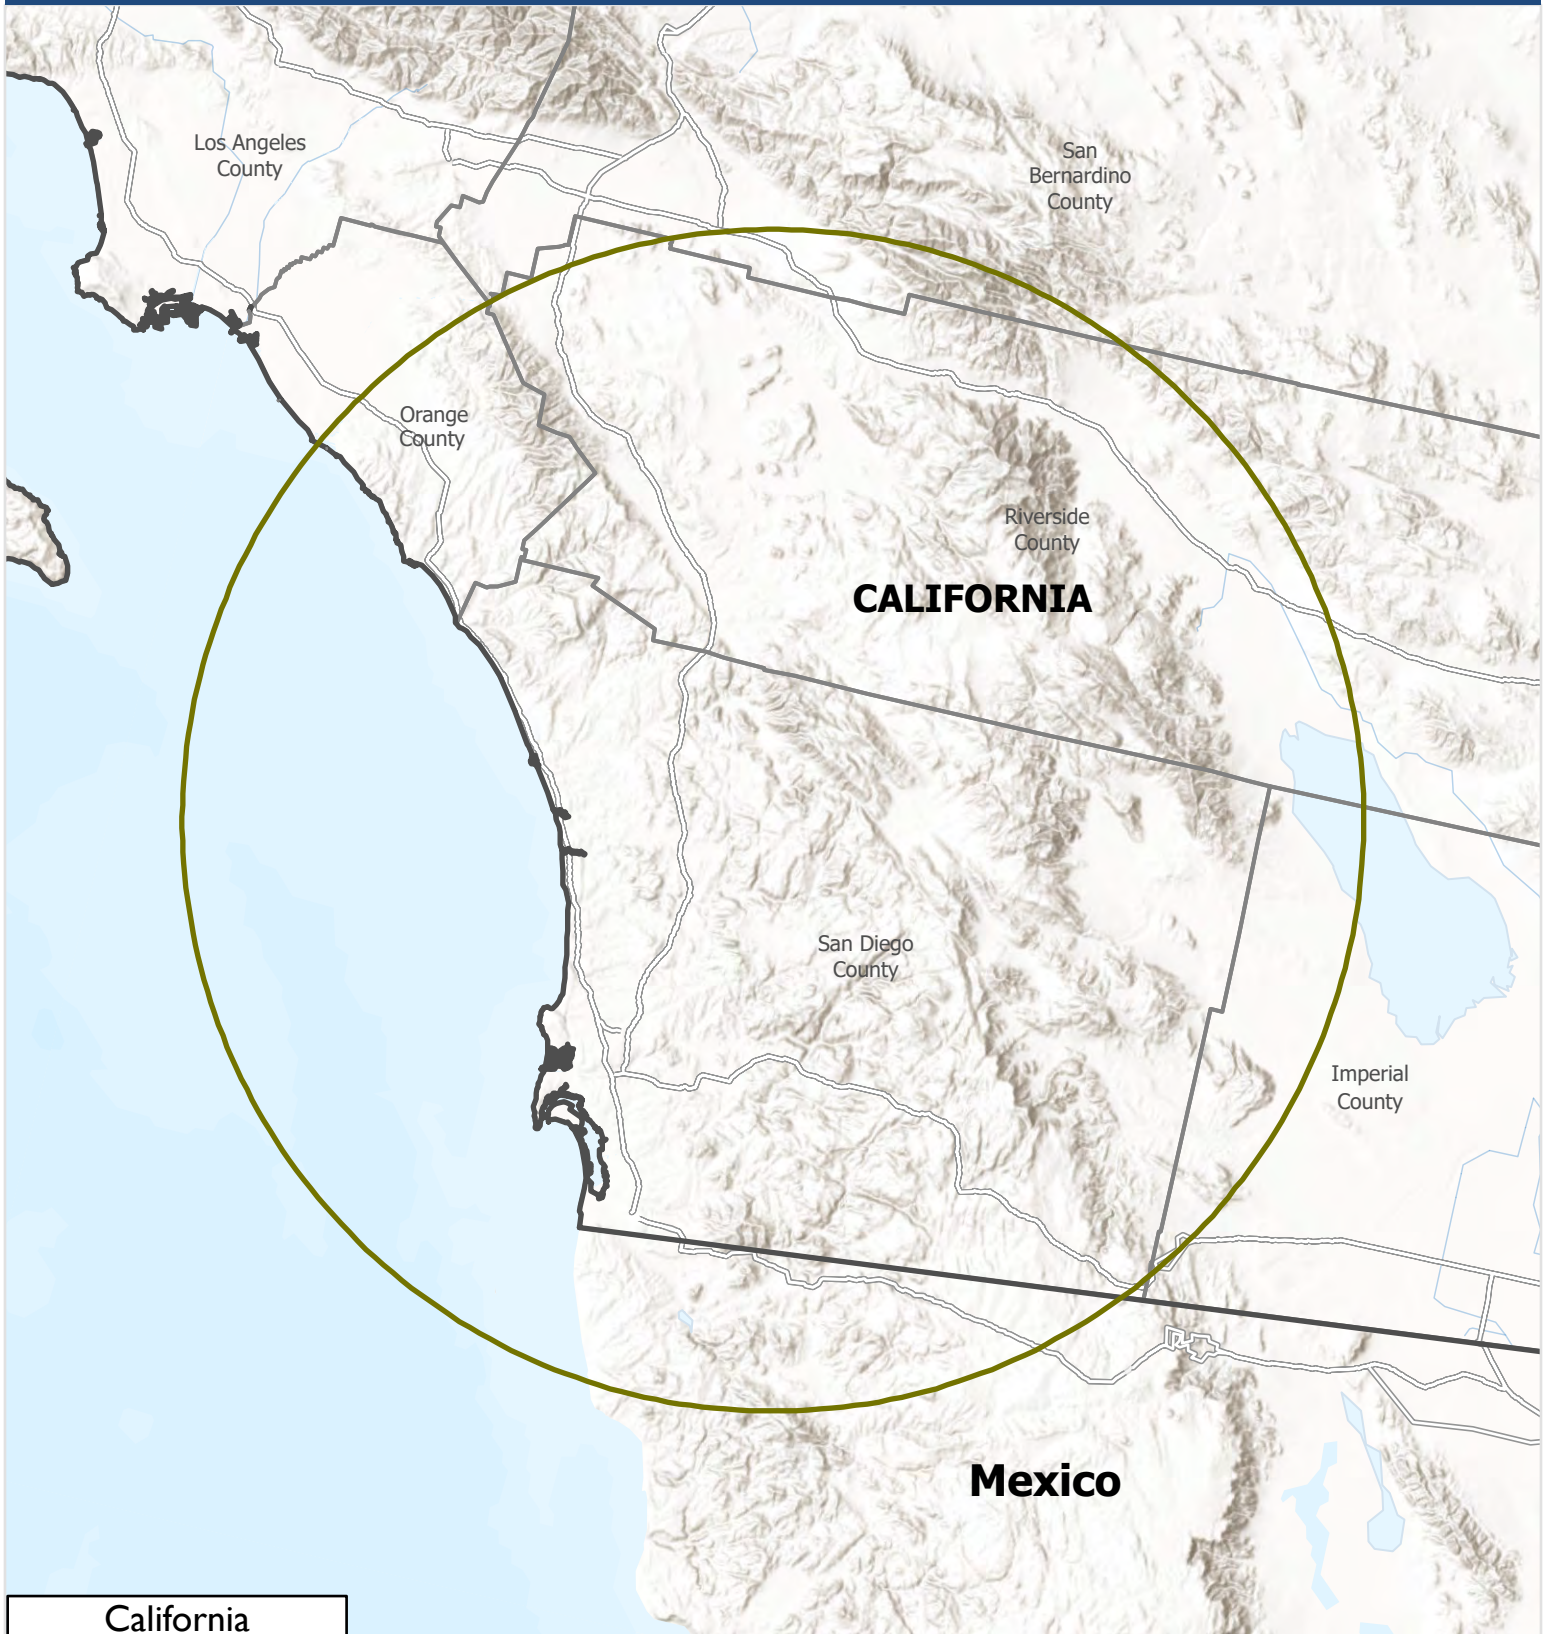 Los Angeles
County
San
Bernardino
County
Orange
County
Riverside
County
CALIFORNIA
San Diego
County
Imperial
County
Mexico
California